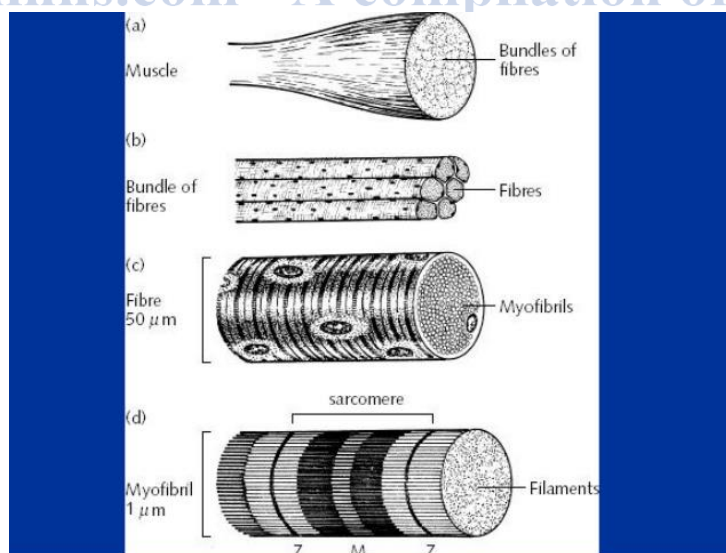 (a)
Muscle
Bundles of
fibres
(b)
Bundle of
fibres
Fibres
(c)
Fibre
50 μm
Myofibrils
sarcomere
(d)
Myofibril
1 μm
Filaments
Z M Z